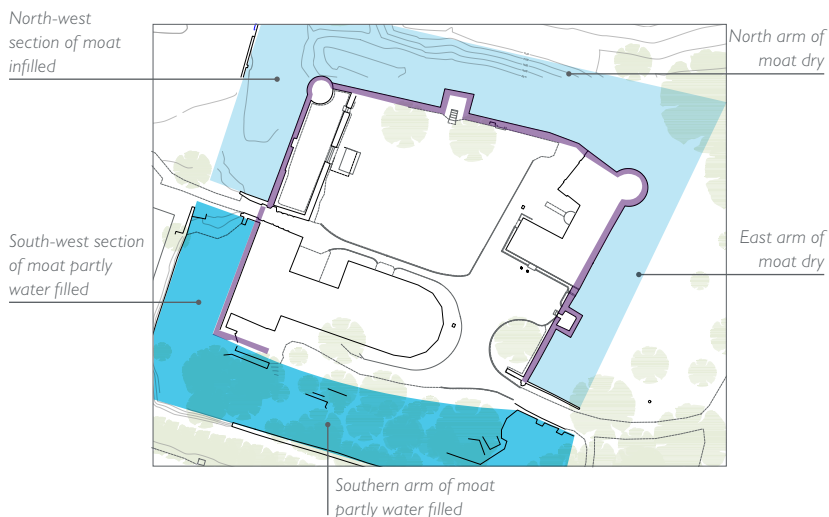 North-west
section of moat
infilled
North arm of
moat dry
South-west section
of moat partly
water filled
East arm of
moat dry
Southern arm of moat
partly water filled